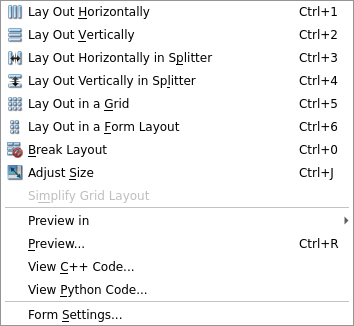 Lay Out Horizontally Ctrl+1
Lay Out Vertically Ctrl+2
Lay Out Horizontally in Splitter Ctrl+3
Lay Out Vertically in Splitter Ctrl+4
Lay Out in a Grid Ctrl+5
Lay Out in a Form Layout Ctrl+6
Break Layout Ctrl+0
Adjust Size Ctrl+J
Simplify Grid Layout
Preview in
Preview... Ctrl+R
View C++ Code...
View Python Code...
Form Settings...